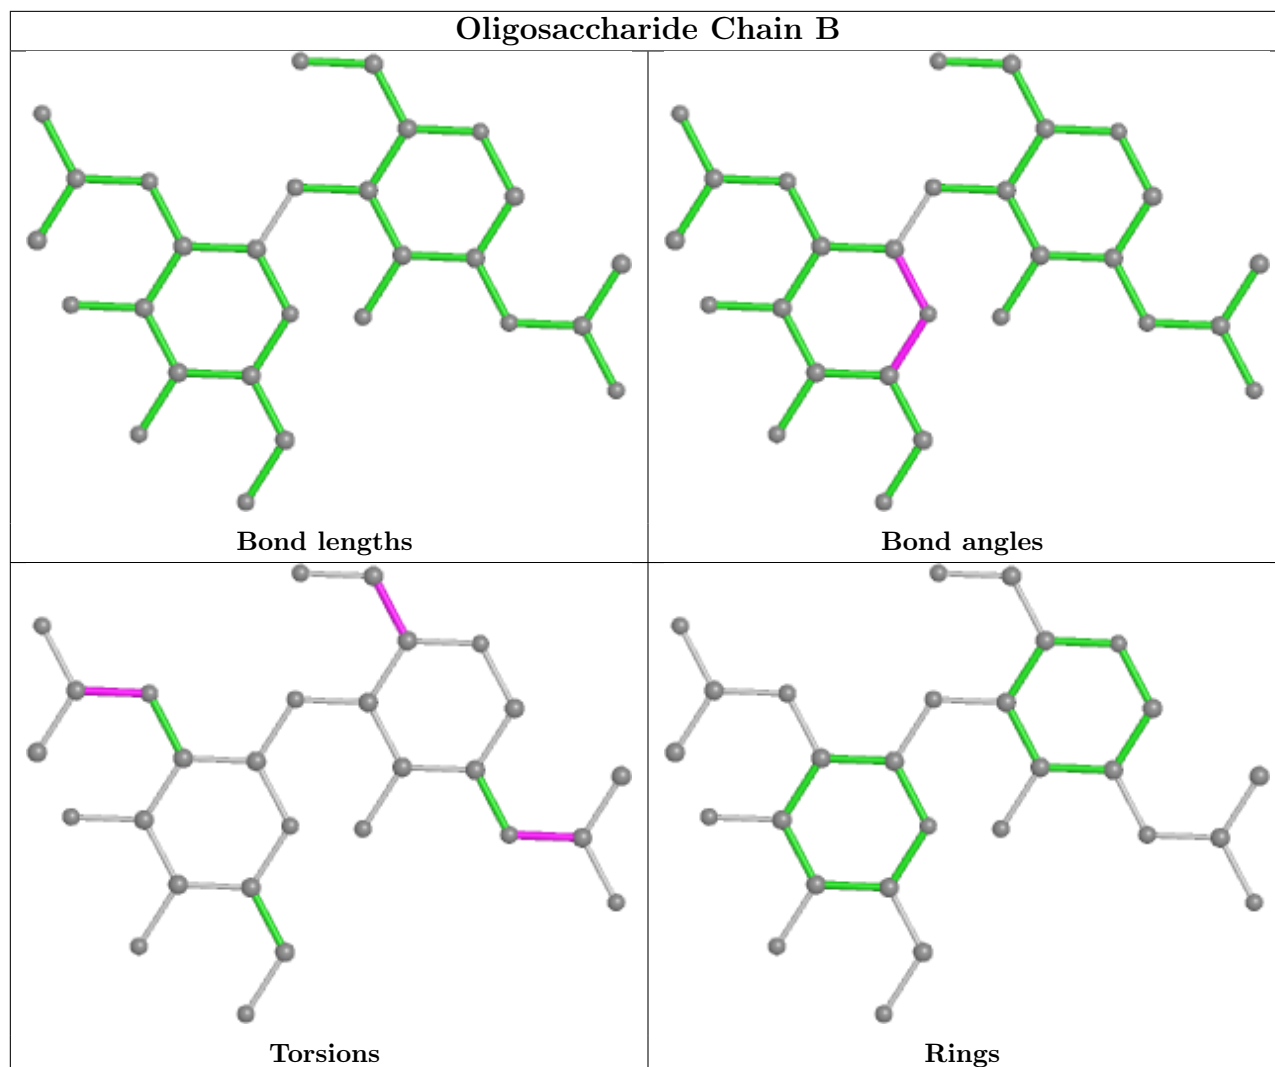 Oligosaccharide Chain B
Bond lengths
Bond angles
Torsions
Rings